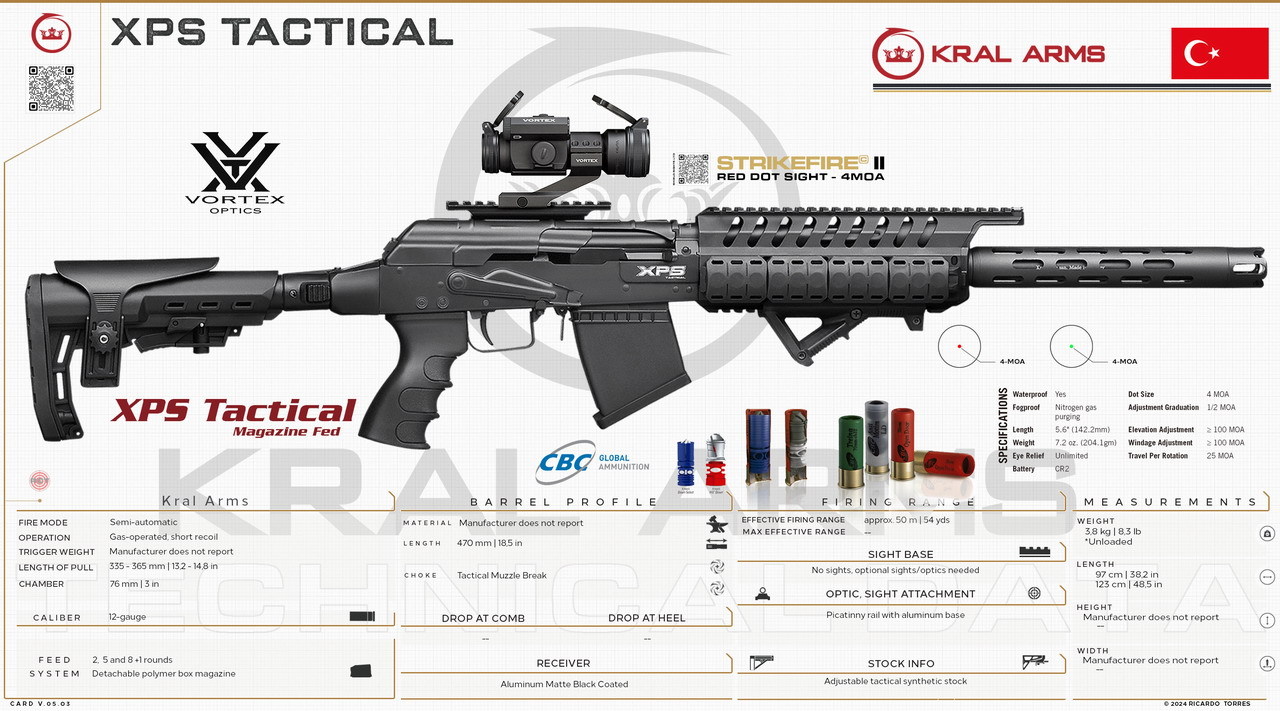 XPS TACTICAL
KRAL ARMS
VORTEX
OPTICS
VORTEX
VORTEX
STRIKEFIRE II
RED DOT SIGHT - 4MOA
XPS
TACTICAL
XPS Tactical
Magazine Fed
4-MOA
4-MOA
CBC GLOBAL
AMMUNITION
SPECIFICATIONS
Waterproof Yes Dot Size 4 MOA
Fogproof Nitrogen gas Adjustment Graduation 1/2 MOA
purging
Length 5.6" (142.2mm) Elevation Adjustment ≥ 100 MOA
Weight 7.2 oz. (204.1gm) Windage Adjustment ≥ 100 MOA
Eye Relief Unlimited Travel Per Rotation 25 MOA
Battery CR2
KRAL ARMS
TECHNICAL DATA
Kral Arms
FIRE MODE Semi-automatic
OPERATION Gas-operated, short recoil
TRIGGER WEIGHT Manufacturer does not report
LENGTH OF PULL 335 - 365 mm | 13,2 - 14,8 in
CHAMBER 76 mm | 3 in
CALIBER 12-gauge
FEED 2, 5 and 8 +1 rounds
SYSTEM Detachable polymer box magazine
BARREL PROFILE
MATERIAL Manufacturer does not report
LENGTH 470 mm | 18,5 in
CHOKE Tactical Muzzle Break
DROP AT COMB DROP AT HEEL
-- --
RECEIVER
Aluminum Matte Black Coated
FIRING RANGE
EFFECTIVE FIRING RANGE approx. 50 m | 54 yds
MAX EFFECTIVE RANGE --
SIGHT BASE
No sights, optional sights/optics needed
OPTIC, SIGHT ATTACHMENT
Picatinny rail with aluminum base
STOCK INFO
Adjustable tactical synthetic stock
MEASUREMENTS
WEIGHT
3,8 kg | 8,3 lb
*Unloaded
LENGTH
97 cm | 38,2 in
123 cm | 48,5 in
HEIGHT
Manufacturer does not report
--
WIDTH
Manufacturer does not report
--
CARD V.05.03
© 2024 RICARDO TORRES